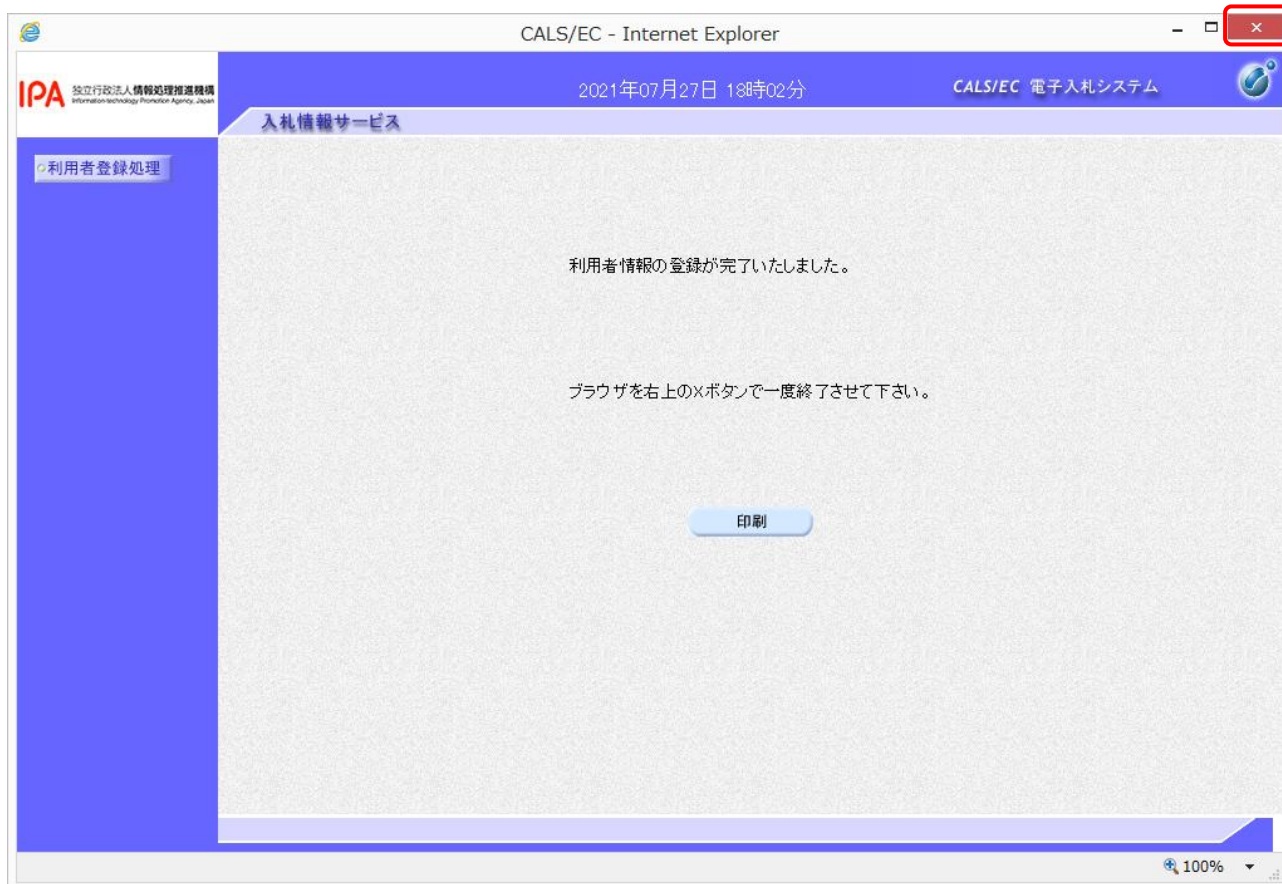 CALS/EC - Internet Explorer
IPA 独立行政法人情報処理推進機構
Information-technology Promotion Agency, Japan
2021年07月27日 18時02分
CALS/EC 電子入札システム
入札情報サービス
利用者登録処理
利用者情報の登録が完了いたしました。
ブラウザを右上の×ボタンで一度終了させて下さい。
印刷
100%